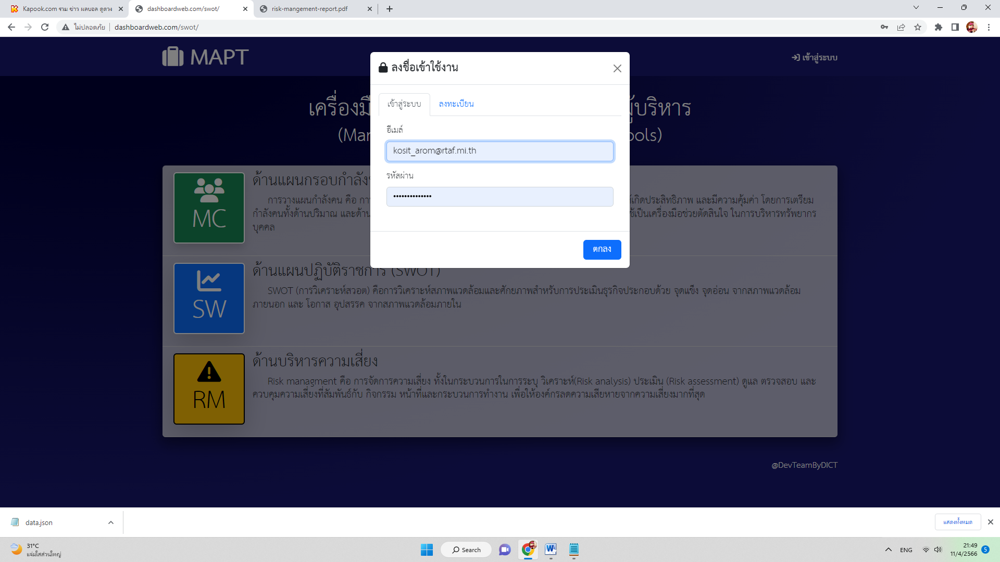 Kapook.com รวม ข่าว ผลบอล ดูดวง
dashboardweb.com/swot/
risk-mangement-report.pdf
ไม่ปลอดภัย
dashboardweb.com/swot/
MAPT
เข้าสู่ระบบ
ลงชื่อเข้าใช้งาน
เข้าสู่ระบบ
ลงทะเบียน
อีเมล์
kosit_arom@rtaf.mi.th
รหัสผ่าน
••••••••••••••
ตกลง
เครื่องมื
บริหาร
(Mar
ools)
MC
ด้านแผนกรอบกำลัง
การวางแผนกำลังคน คือ กา
ห้เกิดประสิทธิภาพ และมีความคุ้มค่า โดยการเตรียม
กำลังคนทั้งด้านปริมาณ และด้าน
ช้เป็นเครื่องมือช่วยตัดสินใจ ในการบริหารทรัพยากร
บุคคล
SW
ด้านแผนปฏิบัติราชการ (SWOT)
SWOT (การวิเคราะห์สวอต) คือการวิเคราะห์สภาพแวดล้อมและศักยภาพสำหรับการประเมินธุรกิจประกอบด้วย จุดแข็ง จุดอ่อน จากสภาพแวดล้อม
ภายนอก และ โอกาส อุปสรรค จากสภาพแวดล้อมภายใน
RM
ด้านบริหารความเสี่ยง
Risk managment คือ การจัดการความเสี่ยง ทั้งในกระบวนการในการระบุ วิเคราะห์(Risk analysis) ประเมิน (Risk assessment) ดูแล ตรวจสอบ และ
ควบคุมความเสี่ยงที่สัมพันธ์กับ กิจกรรม หน้าที่และกระบวนการทำงาน เพื่อให้องค์กรลดความเสียหายจากความเสี่ยงมากที่สุด
@DevTeamByDICT
data.json
แสดงทั้งหมด
31°C
แจ่มใสส่วนใหญ่
Search
ENG
21:49
11/4/2566
5